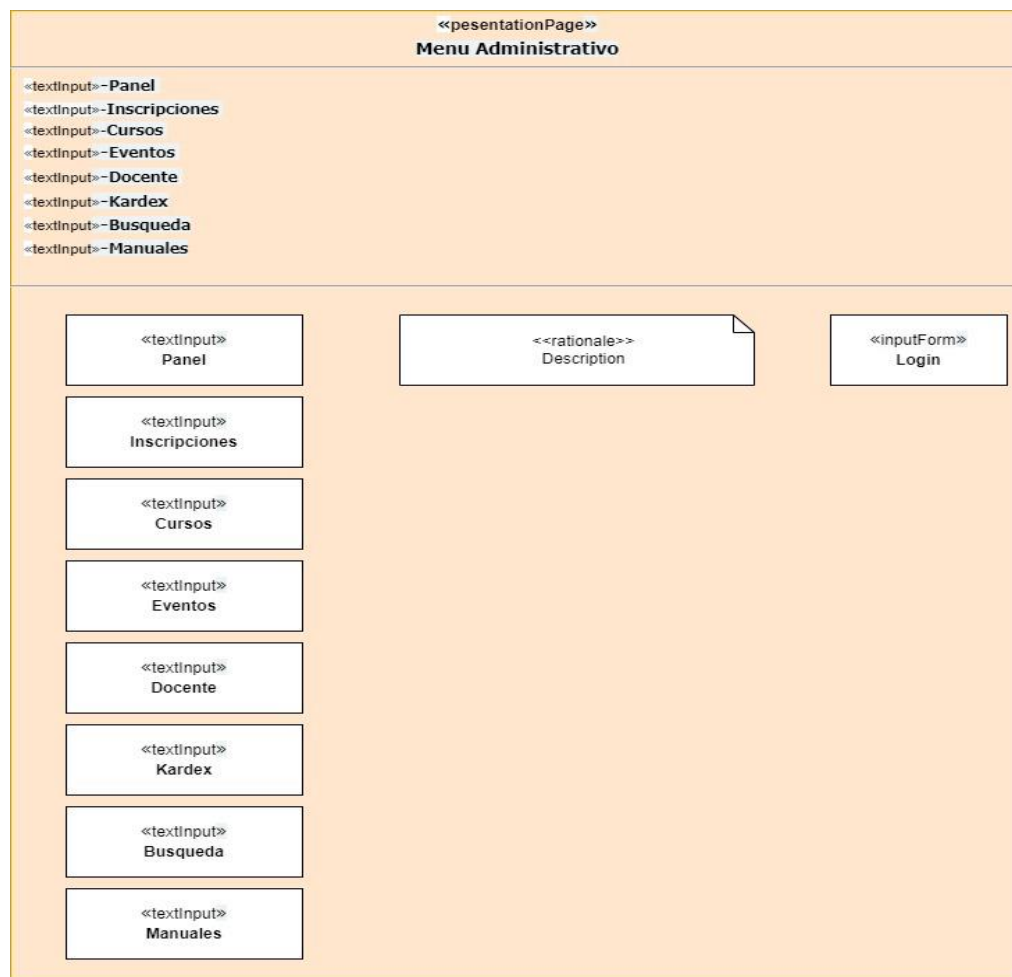 «pesentationPage»
Menu Administrativo
«textInput»-Panel
«textInput»-Inscripciones
«textInput»-Cursos
«textInput»-Eventos
«textInput»-Docente
«textInput»-Kardex
«textInput»-Busqueda
«textInput»-Manuales
«textInput»
Panel
<<rationale>>
Description
«inputForm»
Login
«textInput»
Inscripciones
«textInput»
Cursos
«textInput»
Eventos
«textInput»
Docente
«textInput»
Kardex
«textInput»
Busqueda
«textInput»
Manuales